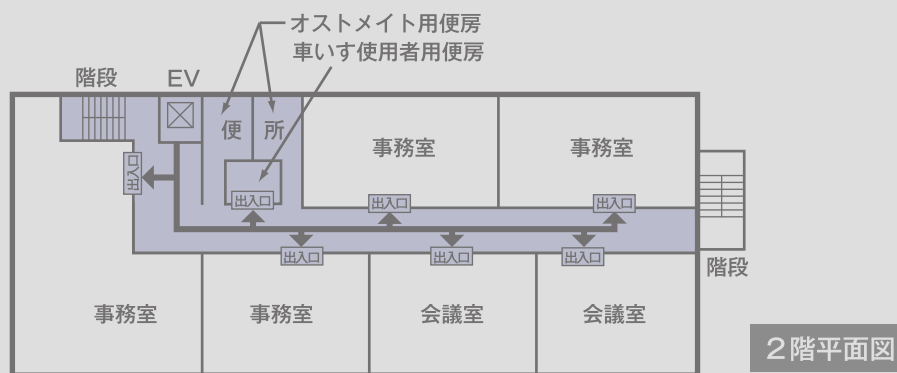 オストメイト用便房
車いす使用者用便房
階段
EV
便
所
事務室
事務室
出入口
出入口
出入口
出入口
出入口
出入口
出入口
階段
事務室
事務室
会議室
会議室
2階平面図